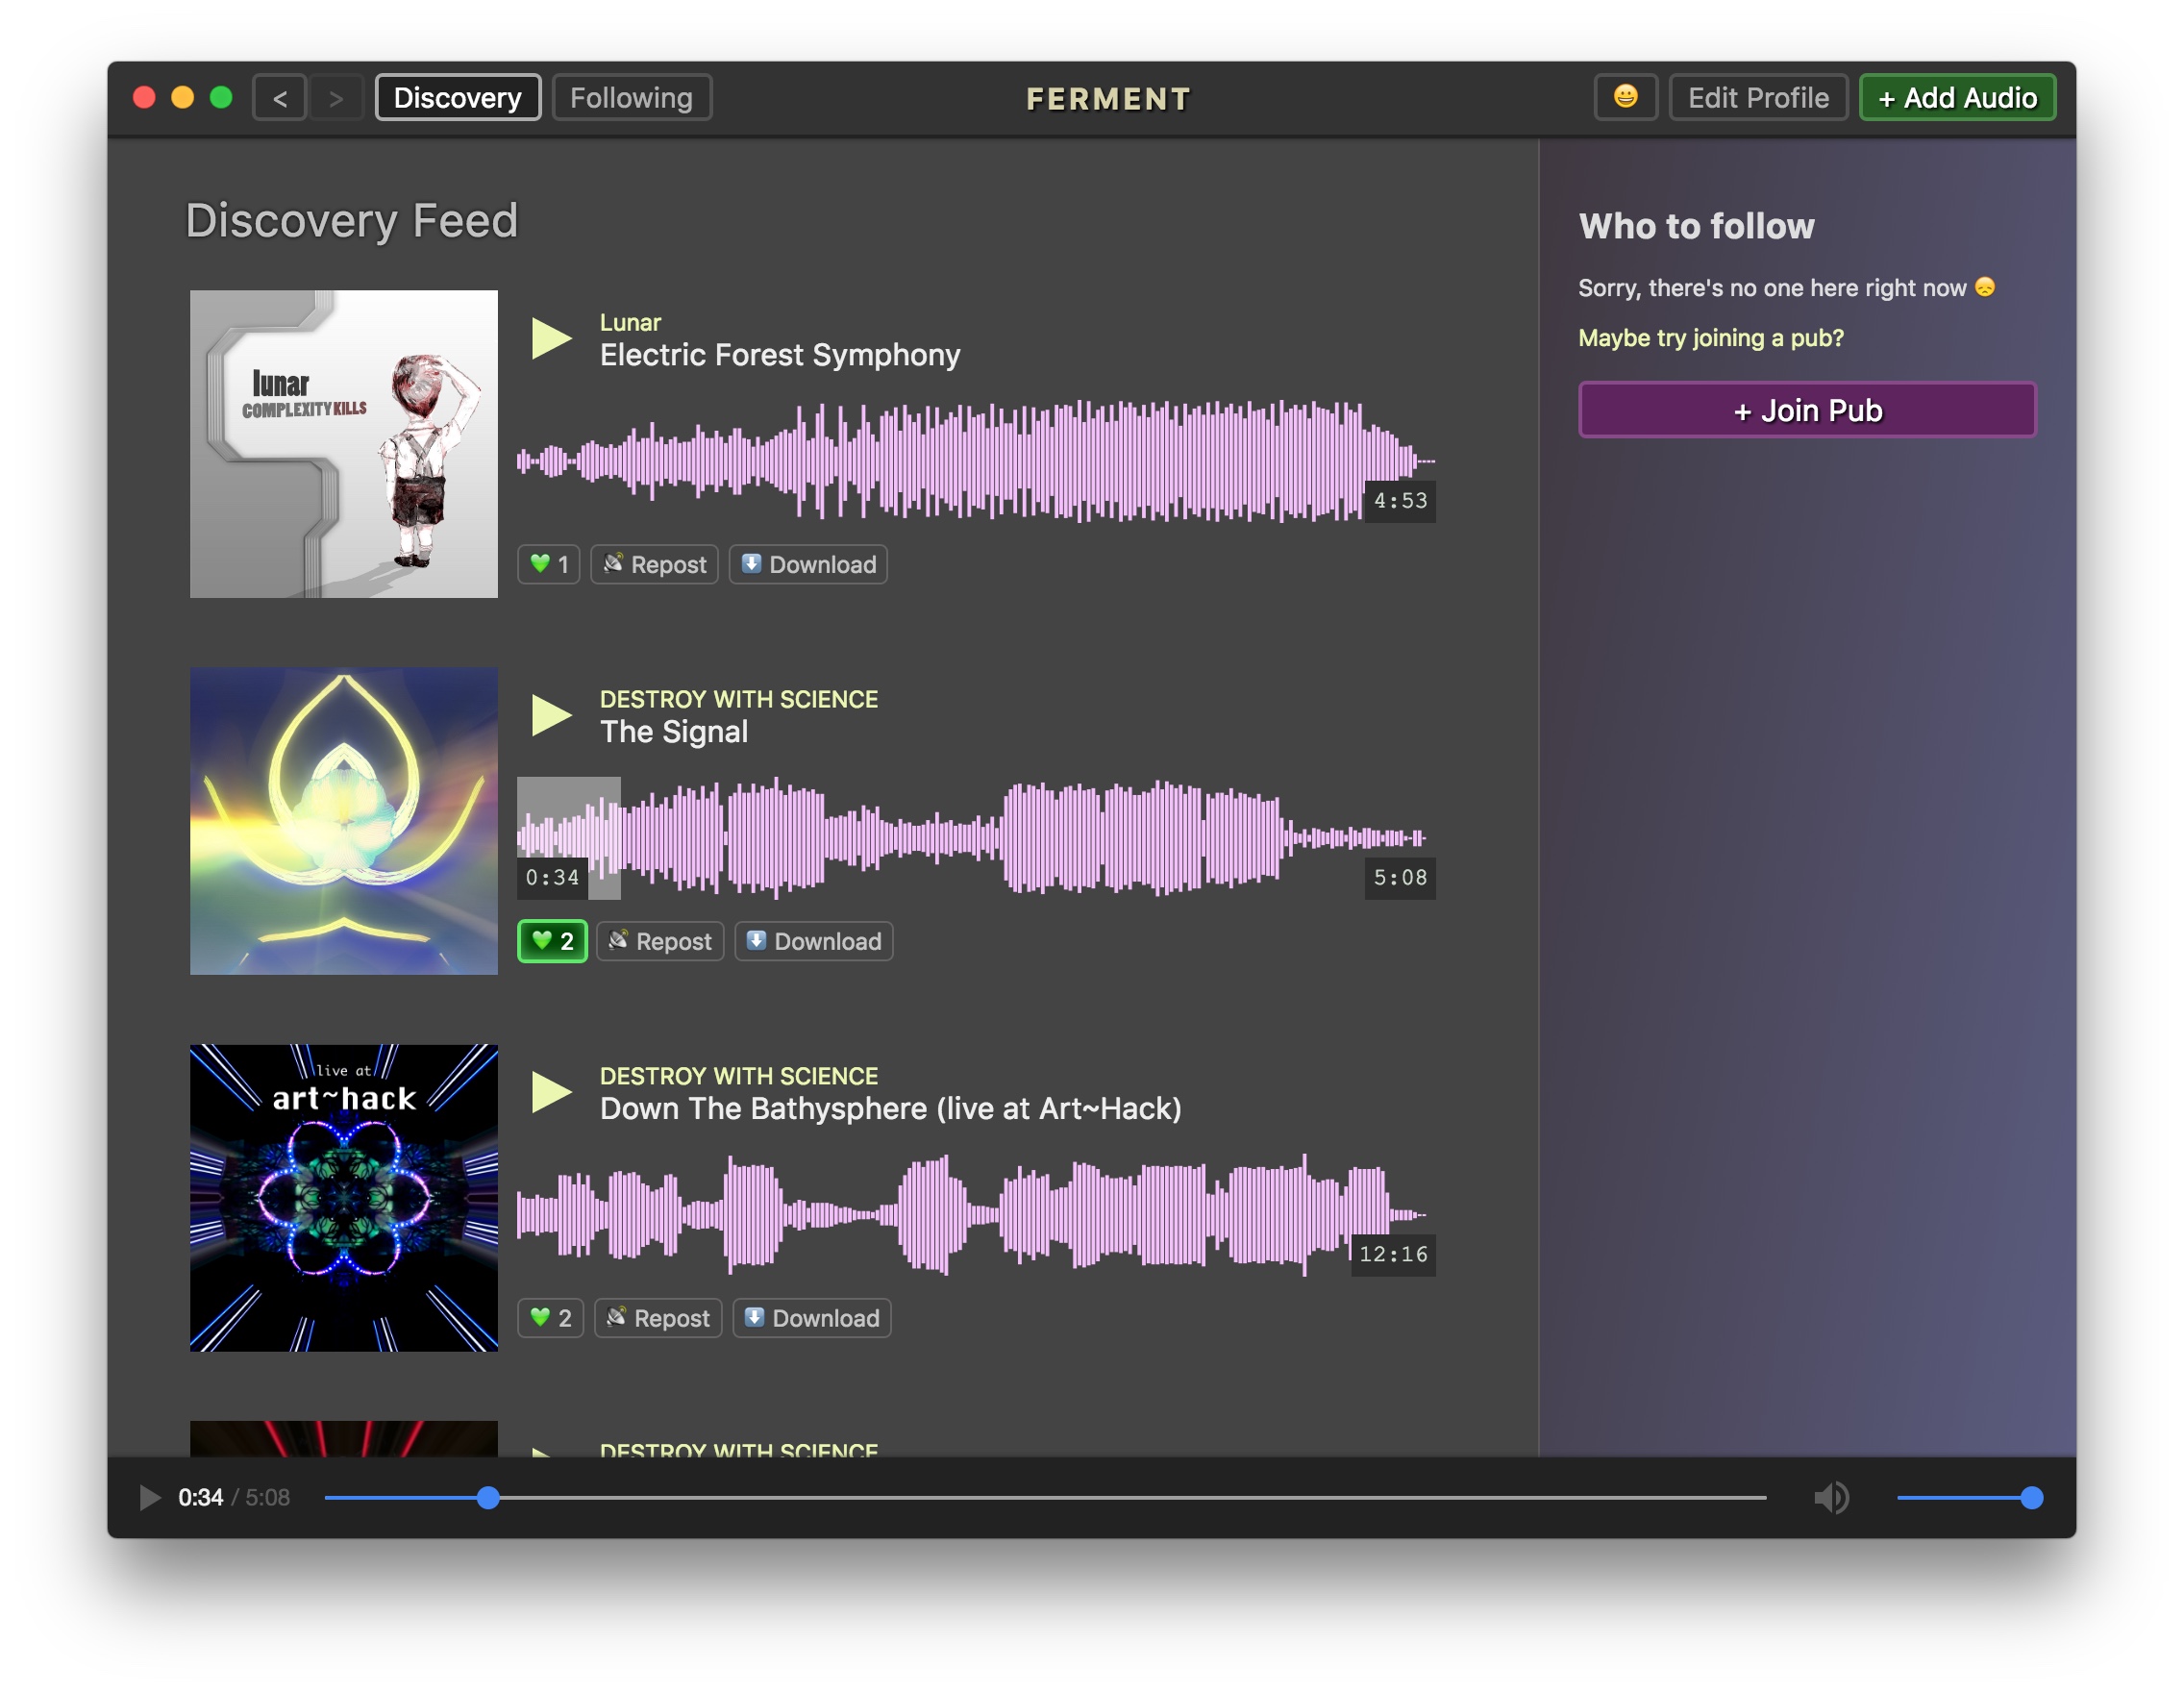 < > Discovery Following FERMENT 😀 Edit Profile + Add Audio
Discovery Feed
lunar
COMPLEXITYKILLS
Lunar
Electric Forest Symphony
4:53
💚 1 Repost Download
DESTROY WITH SCIENCE
The Signal
0:34 5:08
💚 2 Repost Download
live at
art~hack
DESTROY WITH SCIENCE
Down The Bathysphere (live at Art~Hack)
12:16
💚 2 Repost Download
DESTROY WITH SCIENCE
Who to follow
Sorry, there's no one here right now 😞
Maybe try joining a pub?
+ Join Pub
0:34 / 5:08